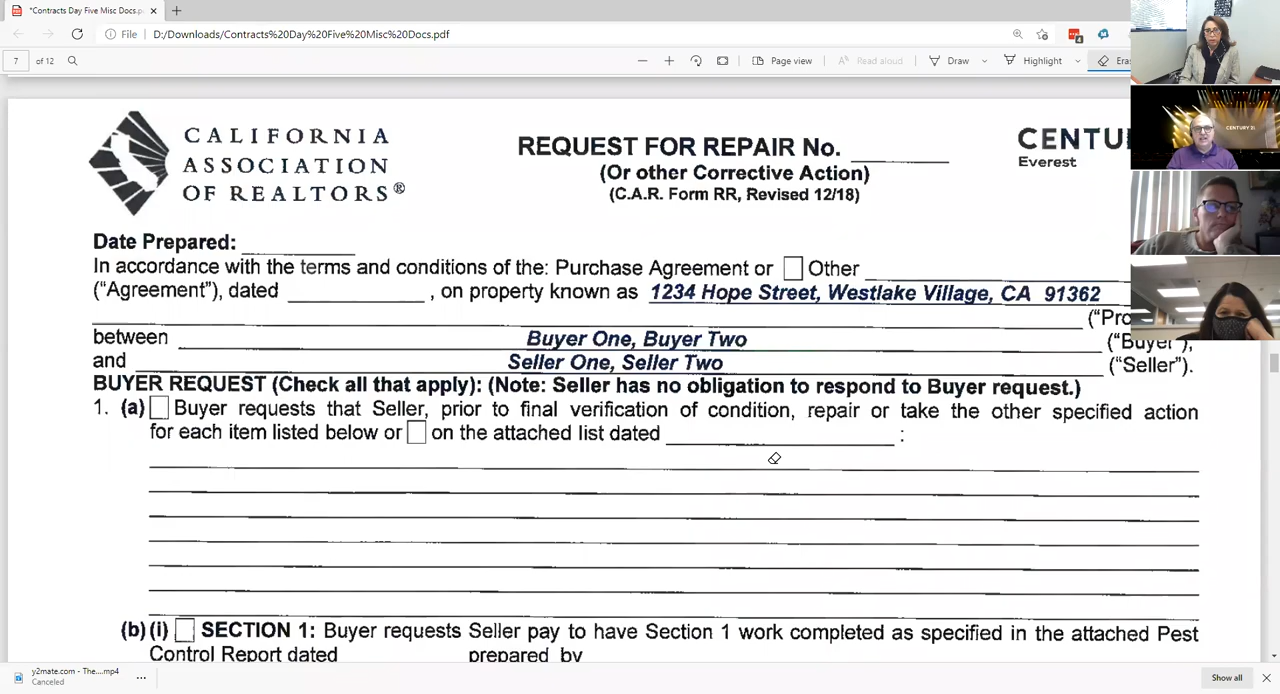 *Contracts Day Five Misc Docs.p
File D:/Downloads/Contracts%20Day%20Five%20Misc%20Docs.pdf
7 of 12 Page view Read aloud Draw Highlight Eras
CALIFORNIA
ASSOCIATION
OF REALTORS®
REQUEST FOR REPAIR No.
(Or other Corrective Action)
(C.A.R. Form RR, Revised 12/18)
CENTU
Everest
CENTURY 21
Date Prepared:
In accordance with the terms and conditions of the: Purchase Agreement or Other
("Agreement"), dated , on property known as 1234 Hope Street, Westlake Village, CA 91362
("Pro
between Buyer One, Buyer Two ("Buyer"),
and Seller One, Seller Two ("Seller").
BUYER REQUEST (Check all that apply): (Note: Seller has no obligation to respond to Buyer request.)
1. (a) Buyer requests that Seller, prior to final verification of condition, repair or take the other specified action
for each item listed below or on the attached list dated :
(b) (i) SECTION 1: Buyer requests Seller pay to have Section 1 work completed as specified in the attached Pest
Control Report dated prepared by
y2mate.com - The....mp4
Canceled
Show all